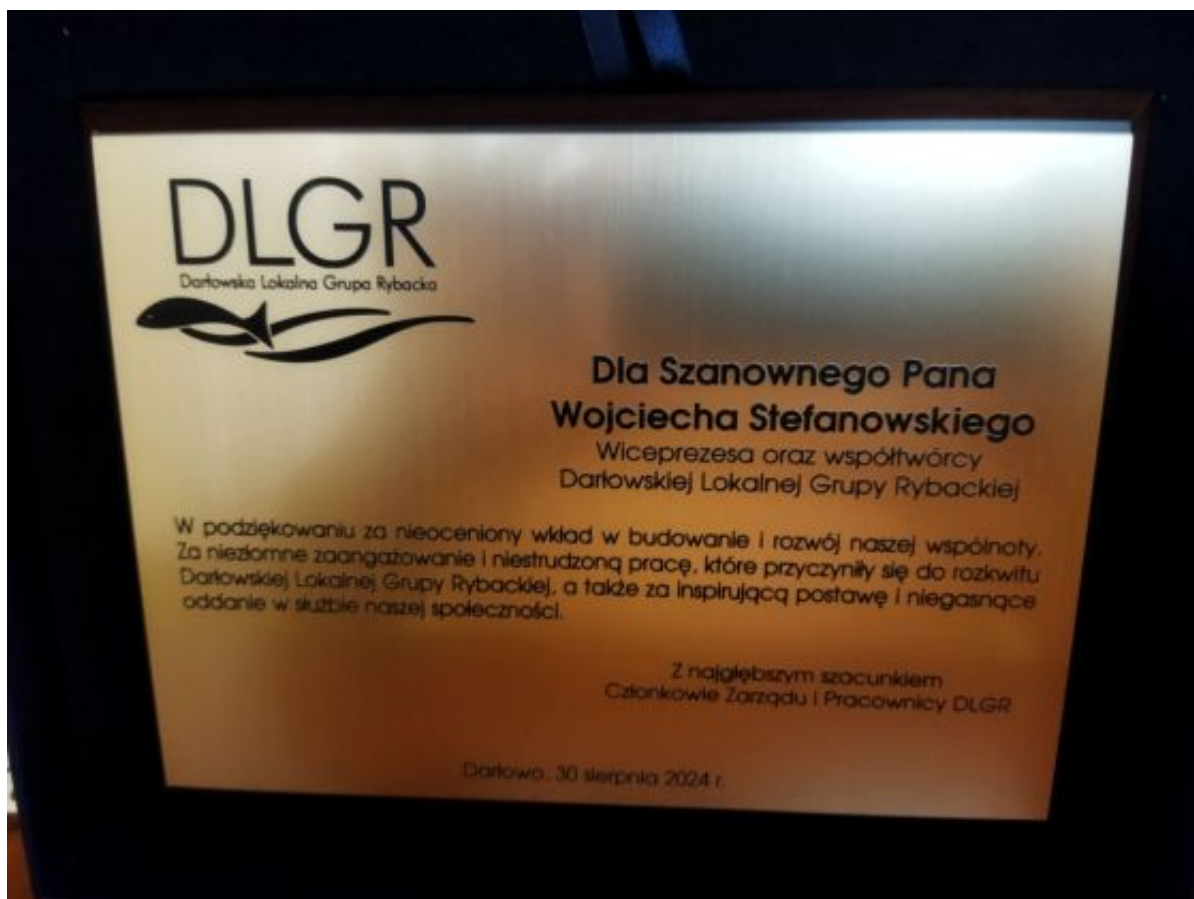 DLGR
Darłowska Lokalna Grupa Rybacka
Dla Szanownego Pana
Wojciecha Stefanowskiego
Wiceprezesa oraz współtwórcy
Darłowskiej Lokalnej Grupy Rybackiej
W podziękowaniu za nieoceniony wkład w budowanie i rozwój naszej wspólnoty.
Za niezłomne zaangażowanie i niestrudzoną pracę, które przyczyniły się do rozkwitu
Darłowskiej Lokalnej Grupy Rybackiej, a także za inspirującą postawę i niegasnące
oddanie w służbie naszej społeczności.
Z najgłębszym szacunkiem
Członkowie Zarządu i Pracownicy DLGR
Darłowo, 30 sierpnia 2024 r.